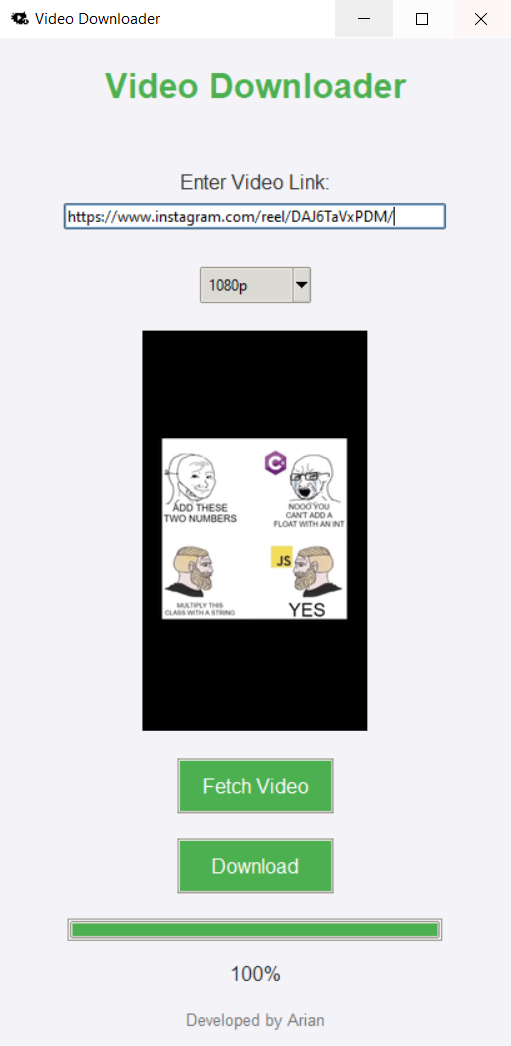 Video Downloader
Video Downloader
Enter Video Link:
https://www.instagram.com/reel/DAJ6TaVxPDM/
1080p
ADD THESE
TWO NUMBERS
C#
NOOO YOU
CAN'T ADD A
FLOAT WITH AN INT
MULTIPLY THIS
CLASS WITH A STRING
JS
YES
Fetch Video
Download
100%
Developed by Arian